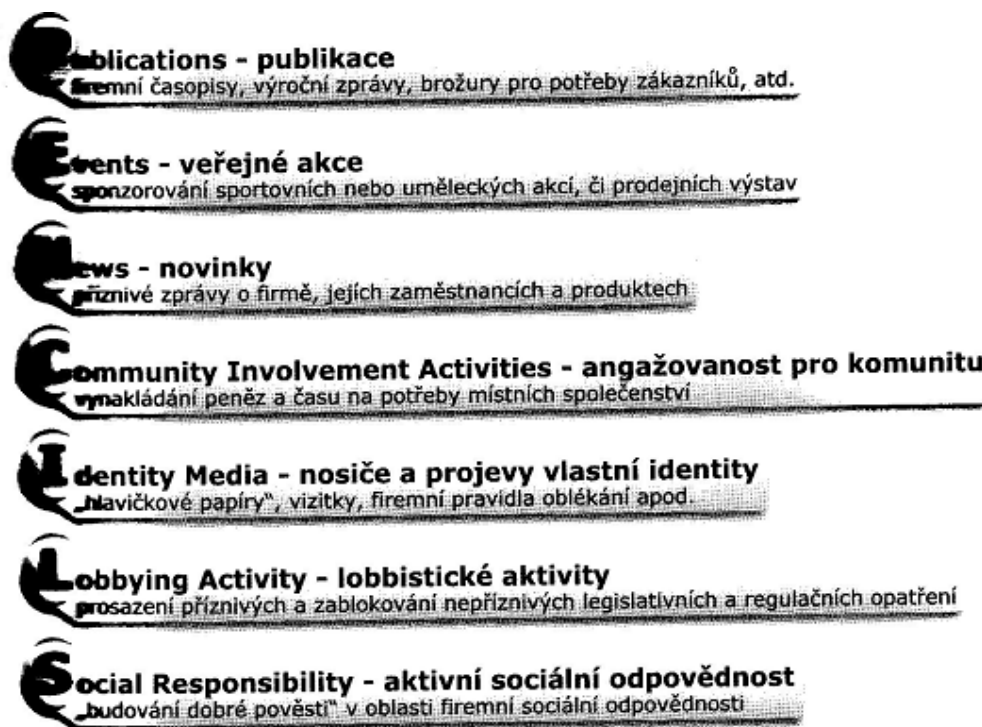 Publications - publikace
firemní časopisy, výroční zprávy, brožury pro potřeby zákazníků, atd.
Events - veřejné akce
sponzorování sportovních nebo uměleckých akcí, či prodejních výstav
News - novinky
příznivé zprávy o firmě, jejích zaměstnancích a produktech
Community Involvement Activities - angažovanost pro komunitu
vynakládání peněz a času na potřeby místních společenství
Identity Media - nosiče a projevy vlastní identity
„hlavičkové papíry“, vizitky, firemní pravidla oblékání apod.
Lobbying Activity - lobbistické aktivity
prosazení příznivých a zablokování nepříznivých legislativních a regulačních opatření
Social Responsibility - aktivní sociální odpovědnost
„budování dobré pověsti“ v oblasti firemní sociální odpovědnosti